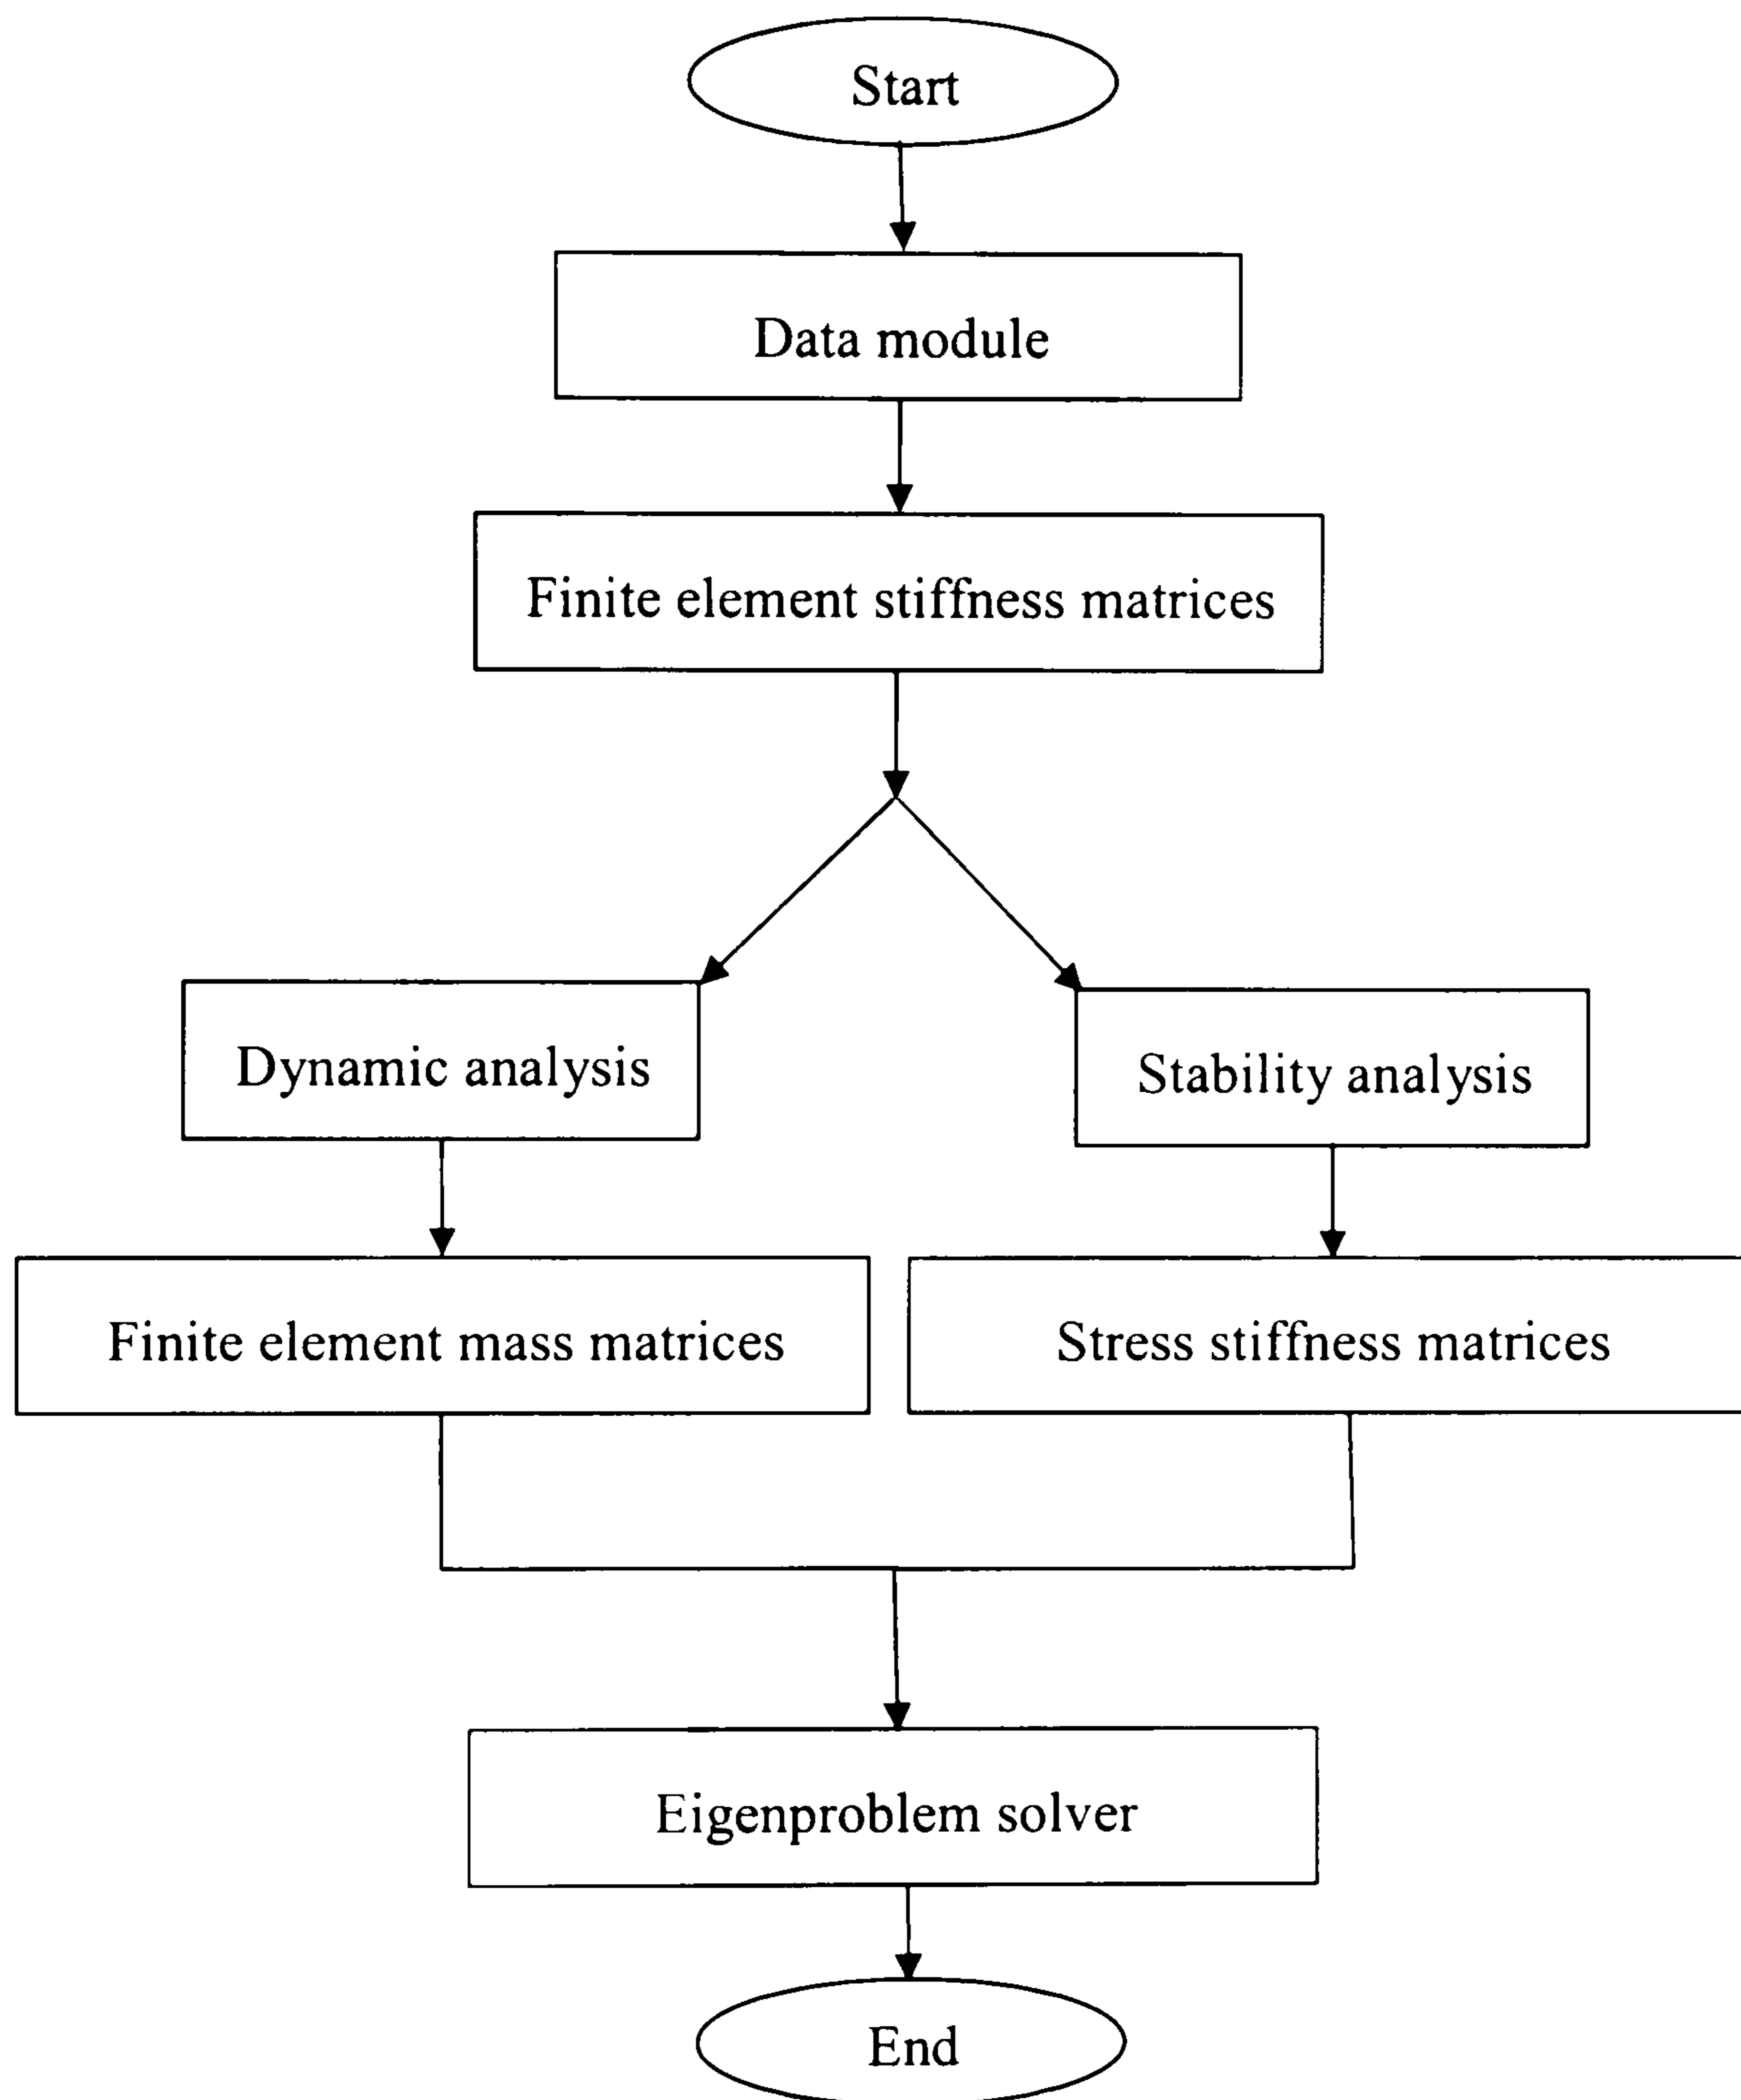 Start
Data module
Finite element stiffness matrices
Dynamic analysis
Stability analysis
Finite element mass matrices
Stress stiffness matrices
Eigenproblem solver
End